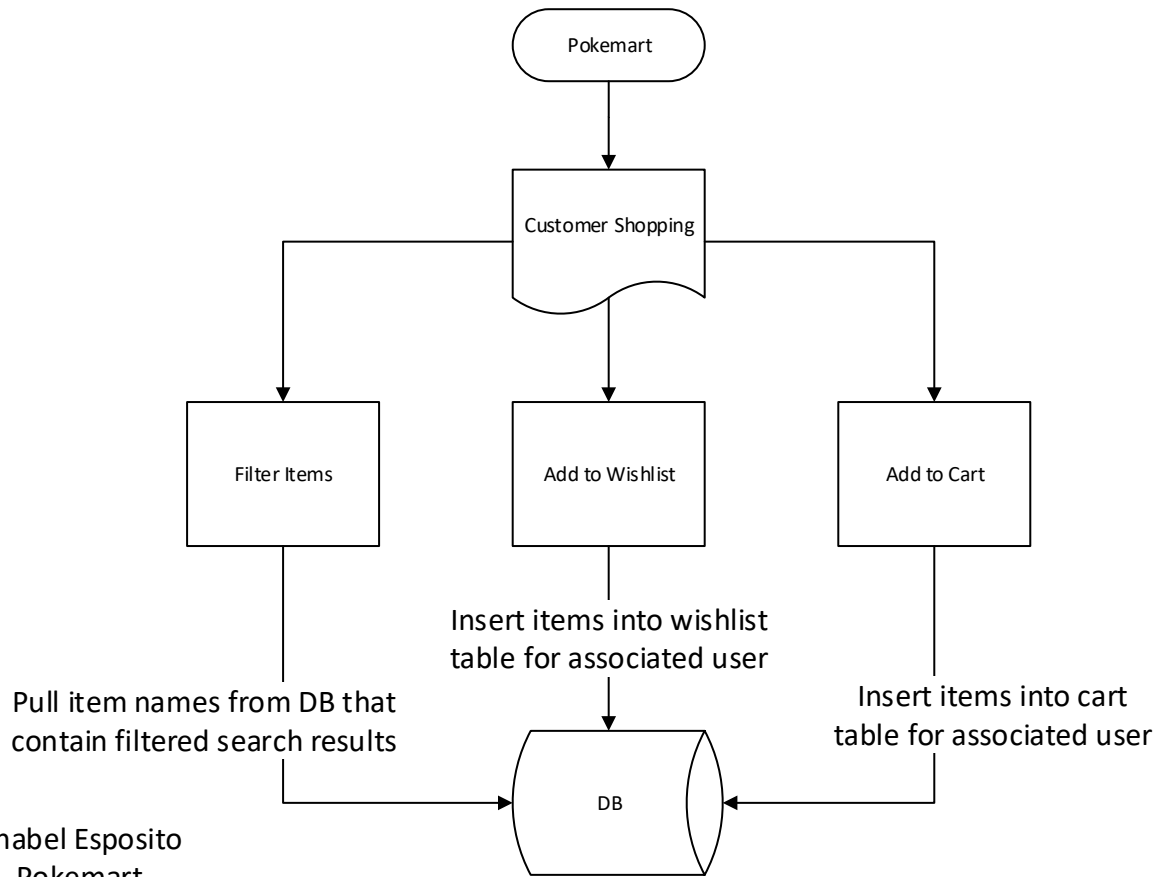 Pokemart
Customer Shopping
Filter Items
Add to Wishlist
Add to Cart
Insert items into wishlist
table for associated user
Pull item names from DB that
contain filtered search results
Insert items into cart
table for associated user
DB
Esposito
Pokemart